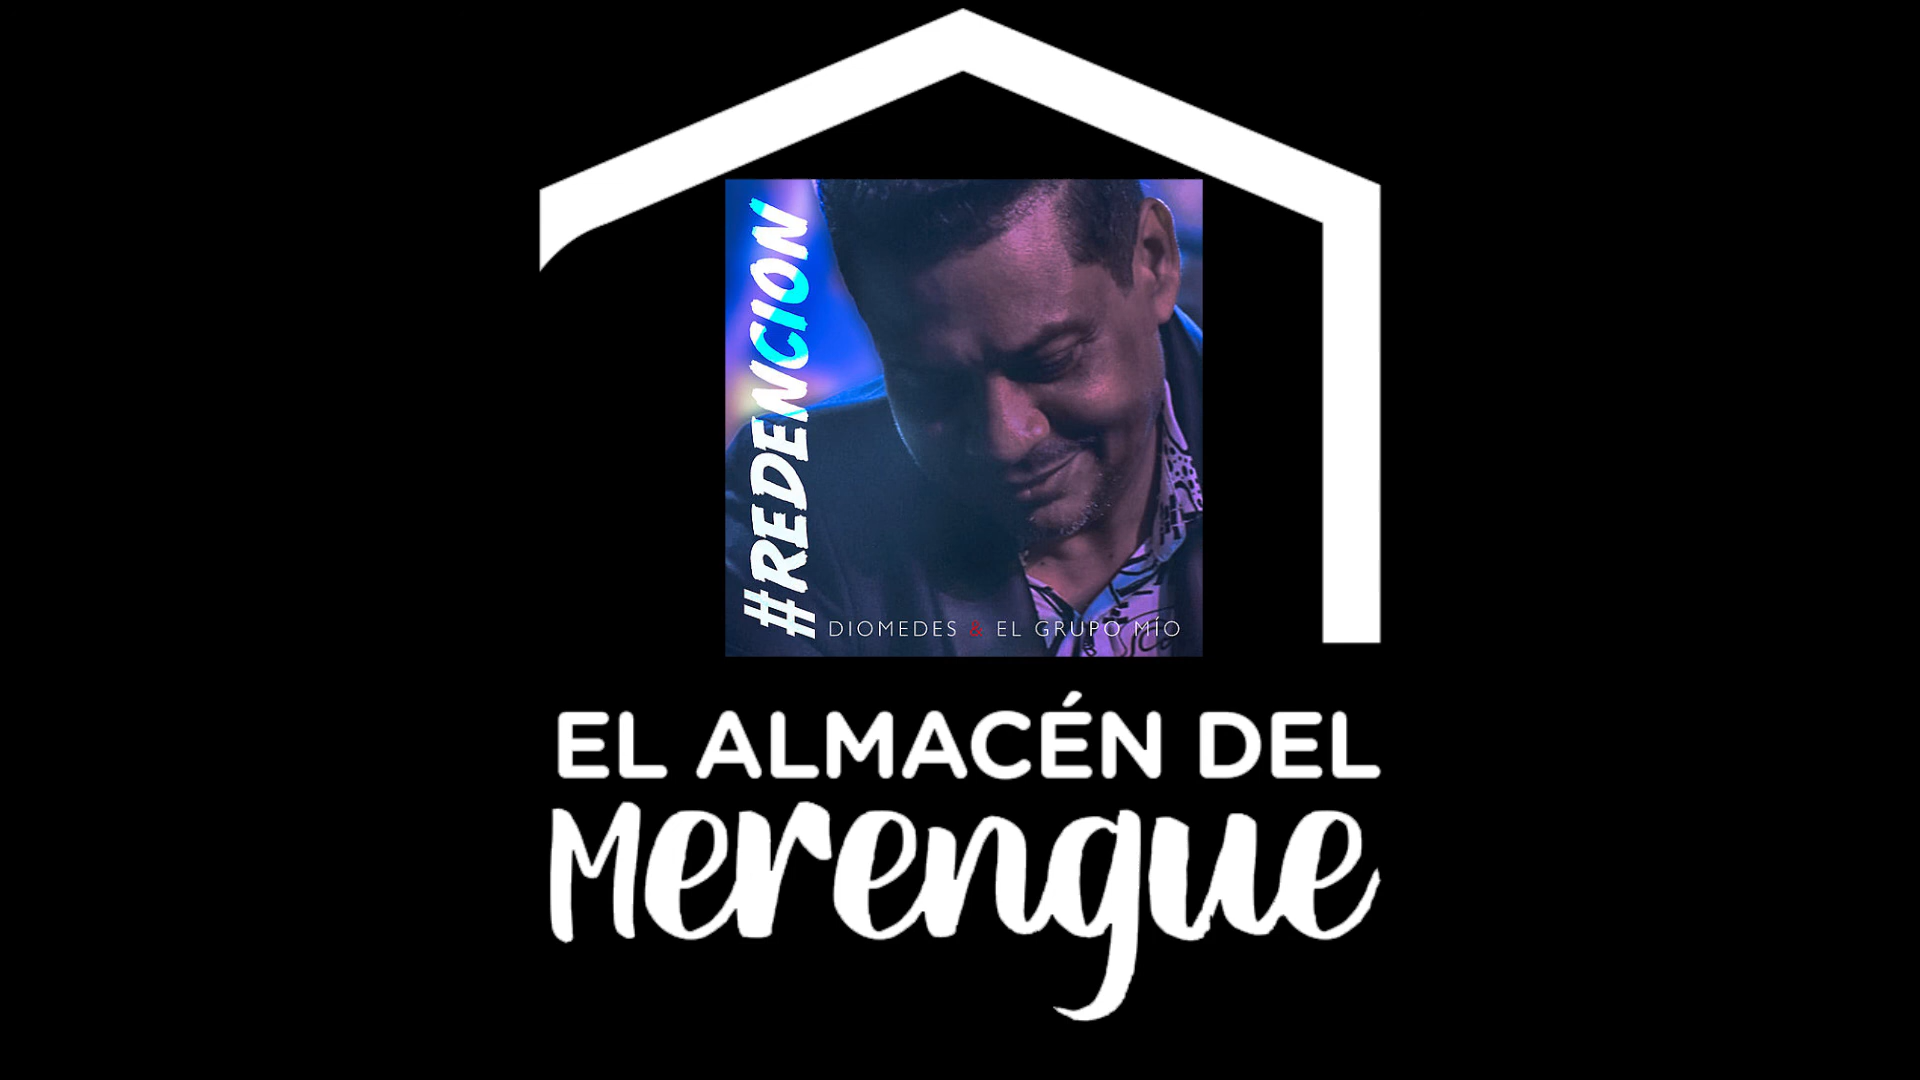 #REDENCION
DIOMEDES & EL GRUPO MÍO
EL ALMACÉN DEL
Merengue